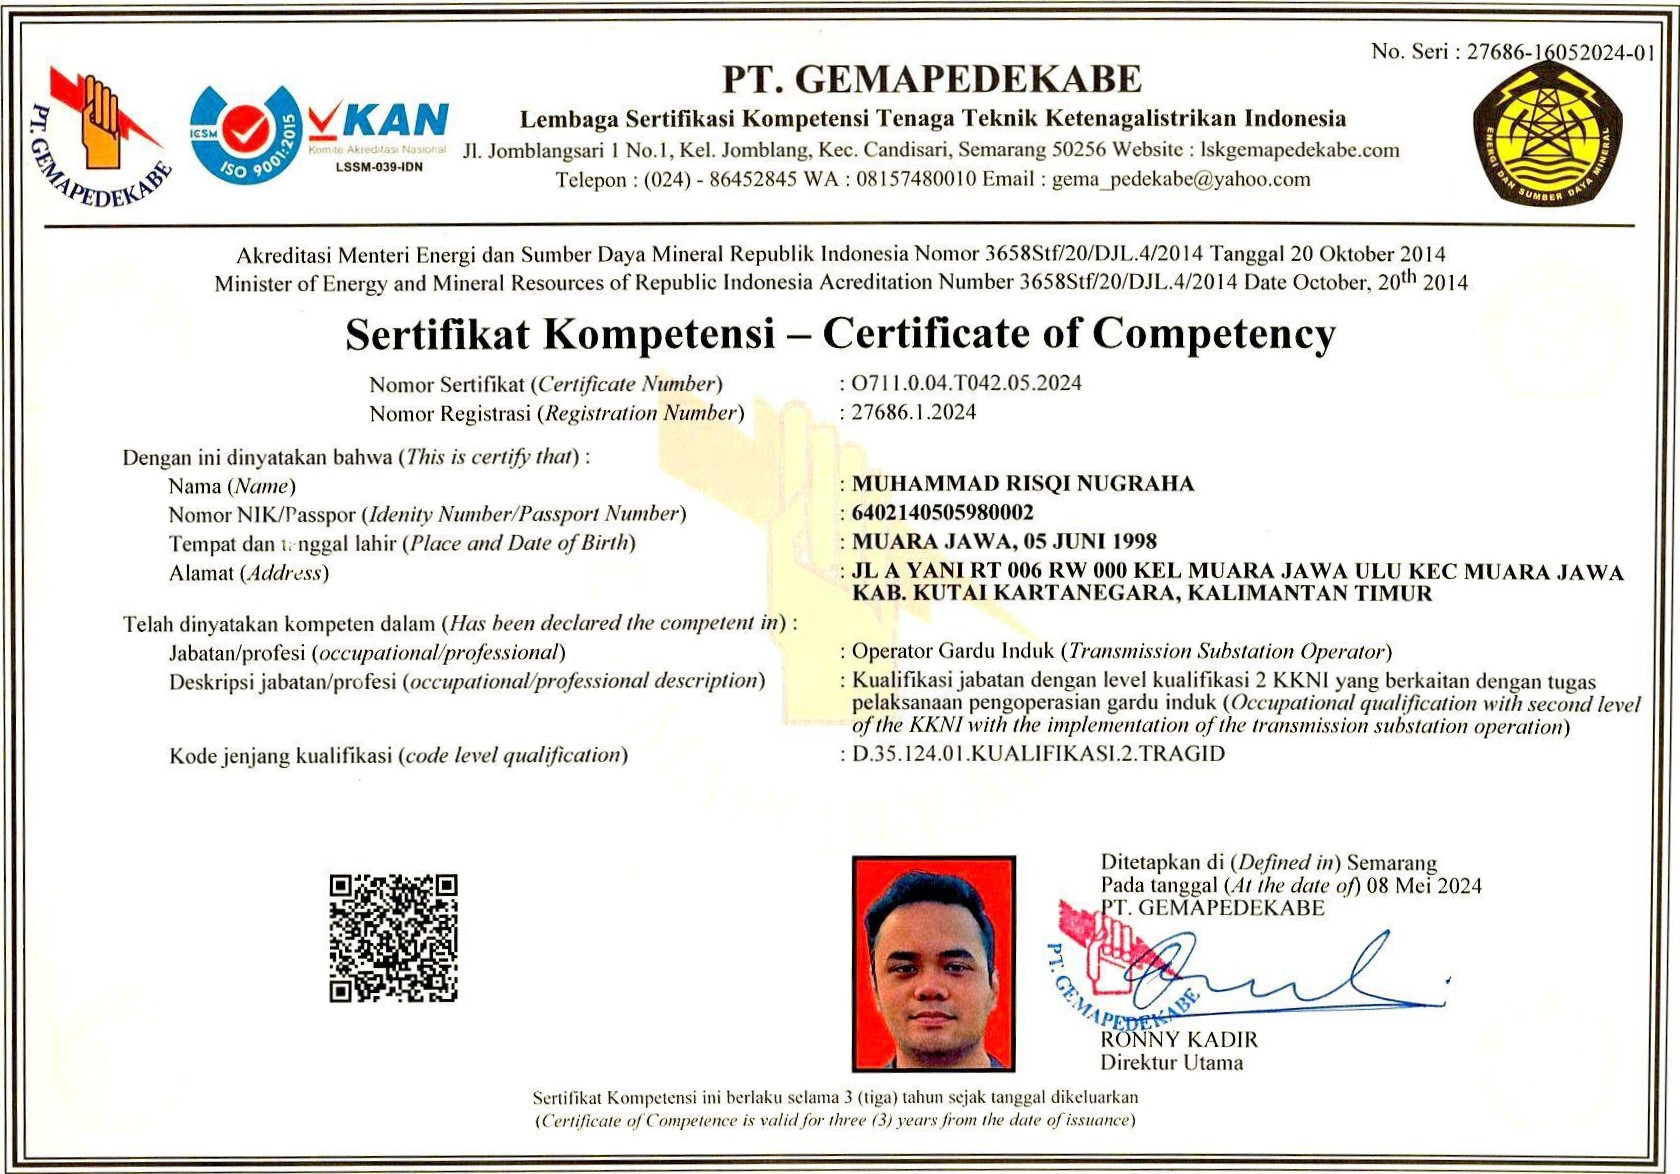 No. Seri : 27686-16052024-01
PT. GEMAPEDEKABE
ICSM
ISO 9001:2015
KAN
Komite Akreditasi Nasional
LSSM-039-IDN
PT. GEMAPEDEKABE
Lembaga Sertifikasi Kompetensi Tenaga Teknik Ketenagalistrikan Indonesia
Jl. Jomblangsari 1 No.1, Kel. Jomblang, Kec. Candisari, Semarang 50256 Website : lskgemapedekabe.com
Telepon : (024) - 86452845 WA : 08157480010 Email : gema_pedekabe@yahoo.com
ENERGI DAN SUMBER DAYA MINERAL
Akreditasi Menteri Energi dan Sumber Daya Mineral Republik Indonesia Nomor 3658Stf/20/DJL.4/2014 Tanggal 20 Oktober 2014
Minister of Energy and Mineral Resources of Republic Indonesia Acreditation Number 3658Stf/20/DJL.4/2014 Date October, 20th 2014
Sertifikat Kompetensi – Certificate of Competency
Nomor Sertifikat (Certificate Number) : O711.0.04.T042.05.2024
Nomor Registrasi (Registration Number) : 27686.1.2024
Dengan ini dinyatakan bahwa (This is certify that) :
Nama (Name) : MUHAMMAD RISQI NUGRAHA
Nomor NIK/Passpor (Idenity Number/Passport Number) : 6402140505980002
Tempat dan tanggal lahir (Place and Date of Birth) : MUARA JAWA, 05 JUNI 1998
Alamat (Address) : JL A YANI RT 006 RW 000 KEL MUARA JAWA ULU KEC MUARA JAWA
KAB. KUTAI KARTANEGARA, KALIMANTAN TIMUR
Telah dinyatakan kompeten dalam (Has been declared the competent in) :
Jabatan/profesi (occupational/professional) : Operator Gardu Induk (Transmission Substation Operator)
Deskripsi jabatan/profesi (occupational/professional description) : Kualifikasi jabatan dengan level kualifikasi 2 KKNI yang berkaitan dengan tugas
pelaksanaan pengoperasian gardu induk (Occupational qualification with second level
of the KKNI with the implementation of the transmission substation operation)
Kode jenjang kualifikasi (code level qualification) : D.35.124.01.KUALIFIKASI.2.TRAGID
Ditetapkan di (Defined in) Semarang
Pada tanggal (At the date of) 08 Mei 2024
PT. GEMAPEDEKABE
PT. GEMAPEDEKABE
RONNY KADIR
Direktur Utama
Sertifikat Kompetensi ini berlaku selama 3 (tiga) tahun sejak tanggal dikeluarkan
(Certificate of Competence is valid for three (3) years from the date of issuance)